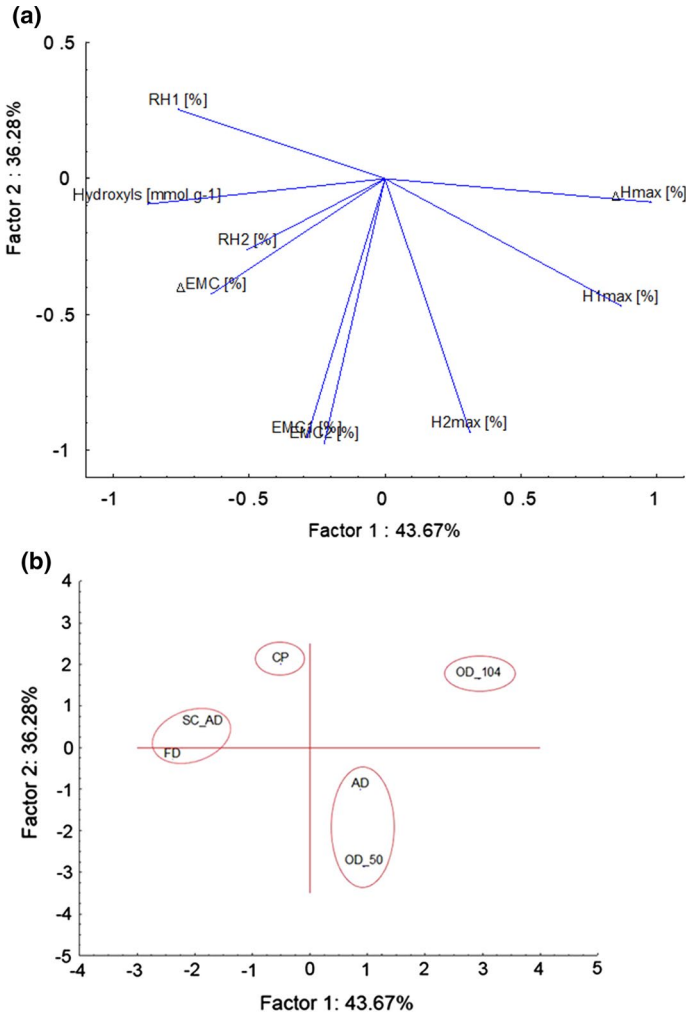 (a)
0.5
0
-0.5
-1
Factor 2 : 36.28%
RH1 [%]
Hydroxyls [mmol g-1]
RH2 [%]
△EMC [%]
EMC1 [%]
EMC2 [%]
H2max [%]
H1max [%]
△Hmax [%]
-1
-0.5
0
0.5
1
Factor 1 : 43.67%
(b)
4
3
2
1
0
-1
-2
-3
-4
-5
Factor 2: 36.28%
CP
OD_104
SC_AD
FD
AD
OD_50
-4
-3
-2
-1
0
1
2
3
4
5
Factor 1: 43.67%